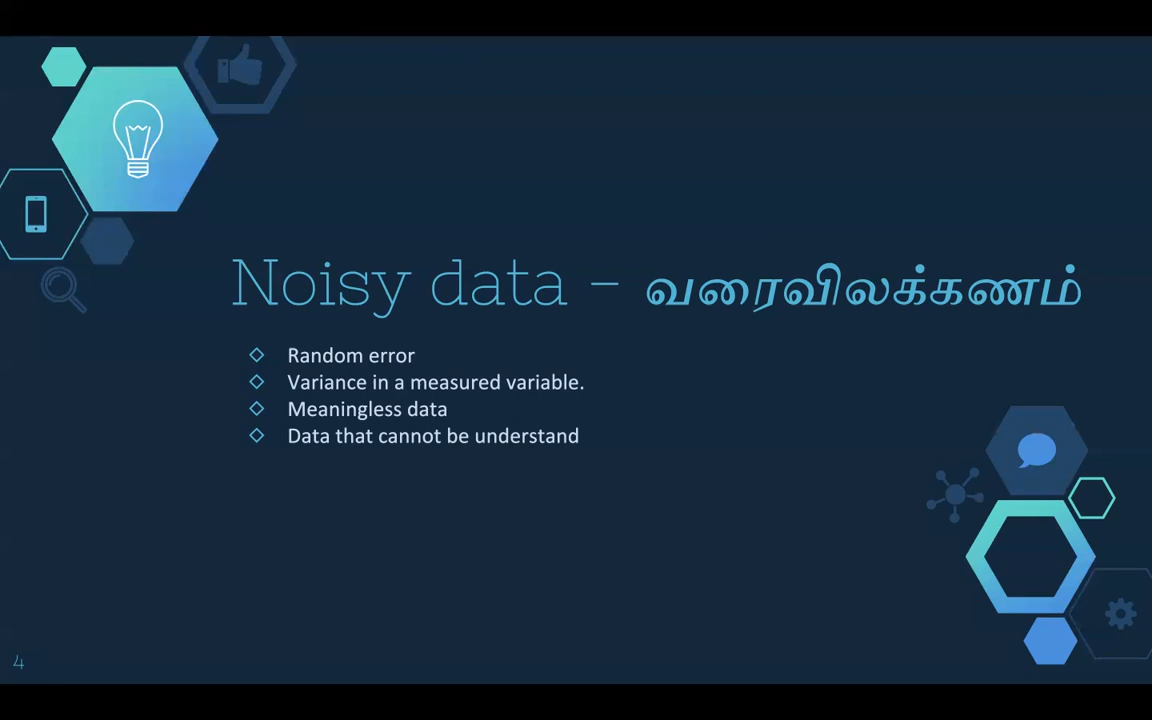 Noisy data – வரைவிலக்கணம்
Random error
Variance in a measured variable.
Meaningless data
Data that cannot be understand
4